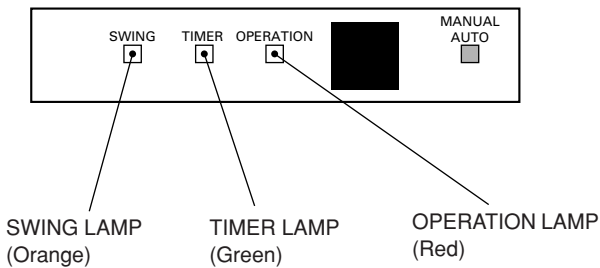 SWING TIMER OPERATION MANUAL
AUTO
SWING LAMP
(Orange)
TIMER LAMP
(Green)
OPERATION LAMP
(Red)